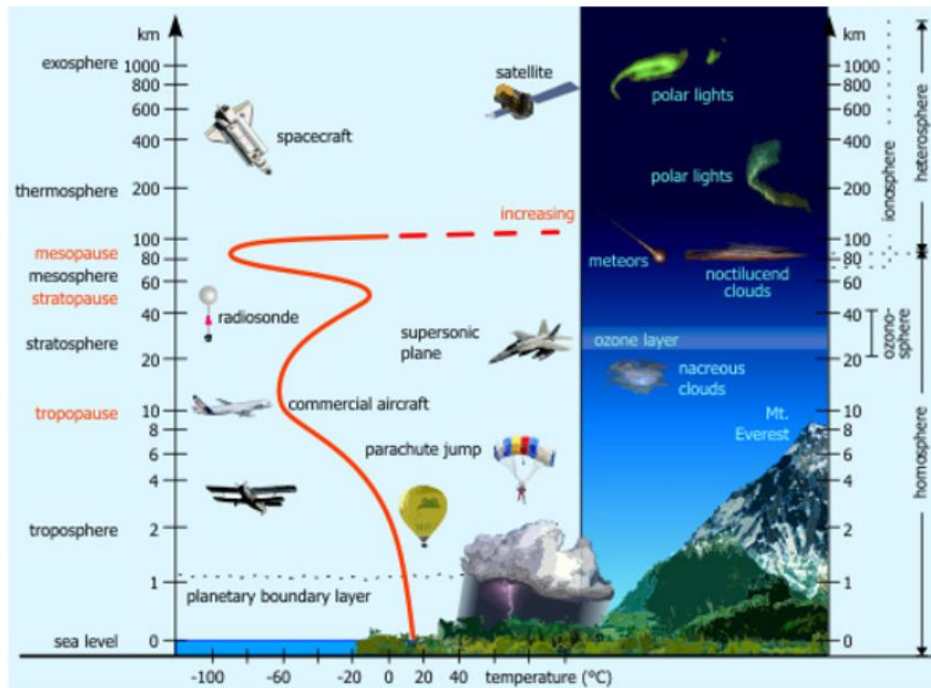 km
km
exosphere
1000
800
600
400
200
100
80
60
40
20
10
8
6
4
2
1
0
thermosphere
mesopause
mesosphere
stratopause
stratosphere
tropopause
troposphere
sea level
spacecraft
satellite
increasing
radiosonde
supersonic
plane
commercial aircraft
parachute jump
planetary boundary layer
polar lights
polar lights
meteors
noctilucend
clouds
ozone layer
nacreous
clouds
Mt.
Everest
1000
800
600
400
200
100
80
60
40
20
10
8
6
4
2
1
0
ionosphere
ozono-
sphere
heterosphere
homosphere
-100 -60 -20 0 20 40 temperature (°C)